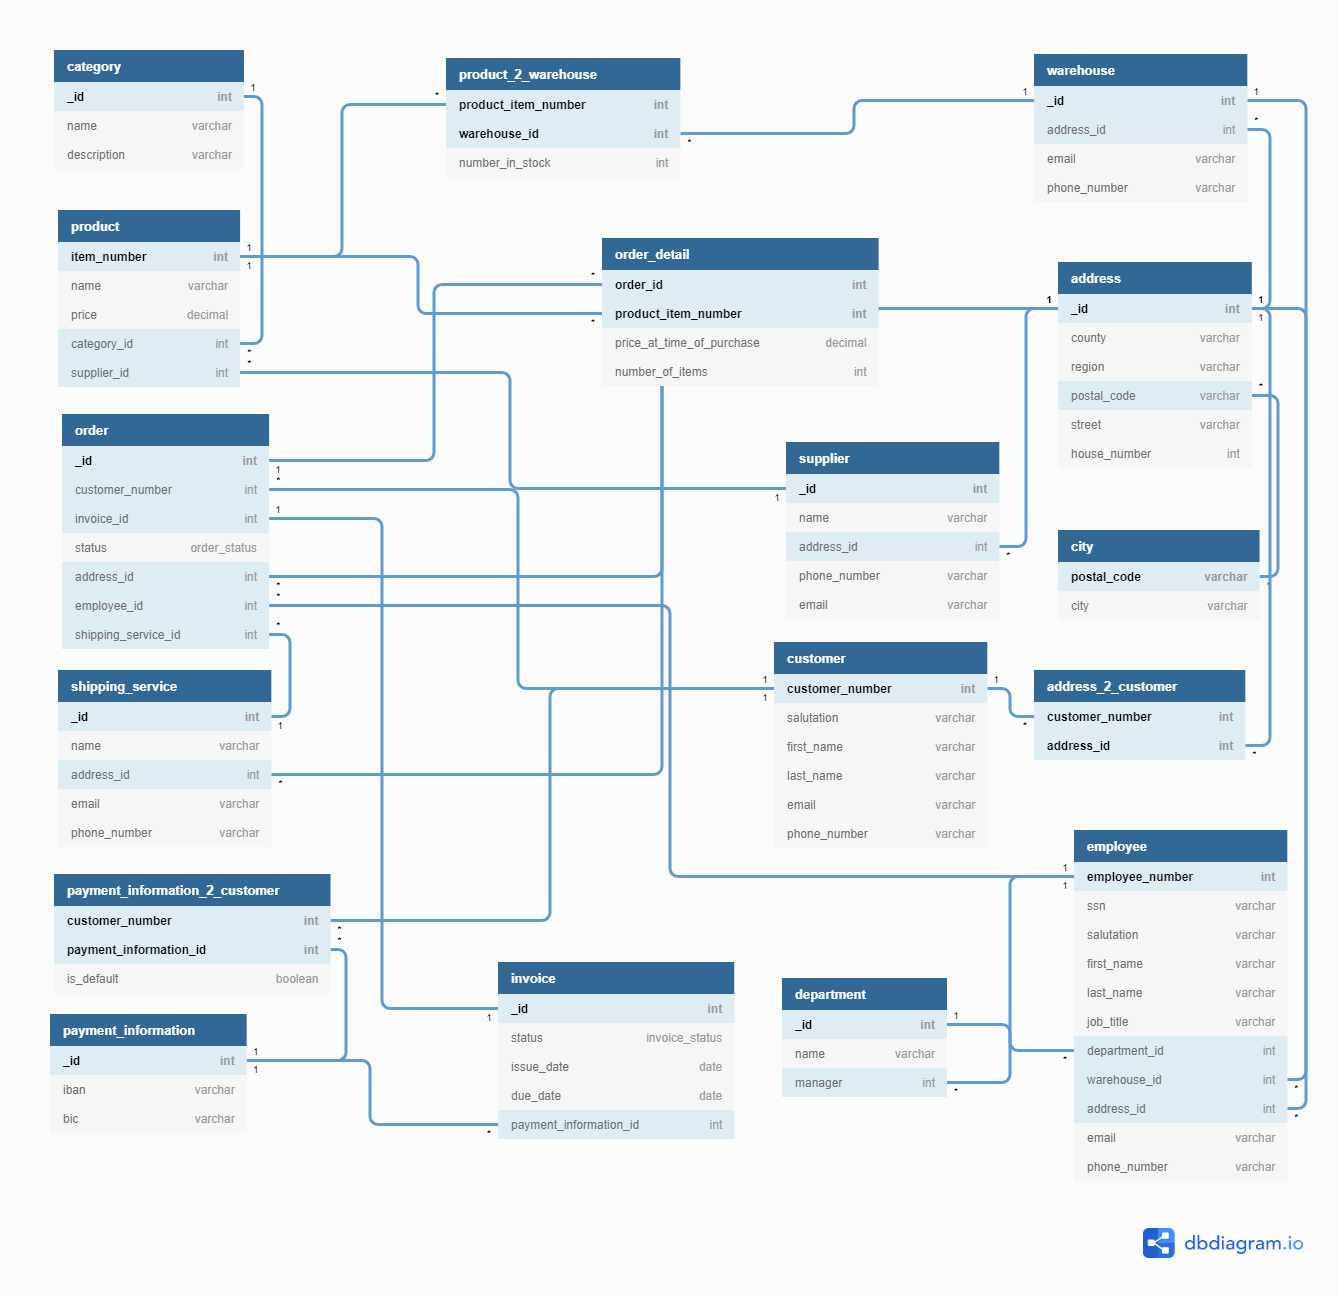 category
_id int
name varchar
description varchar
product_2_warehouse
product_item_number int
warehouse_id int
number_in_stock int
warehouse
_id int
address_id int
email varchar
phone_number varchar
product
item_number int
name varchar
price decimal
category_id int
supplier_id int
order_detail
order_id int
product_item_number int
price_at_time_of_purchase decimal
number_of_items int
address
_id int
county varchar
region varchar
postal_code varchar
street varchar
house_number int
order
_id int
customer_number int
invoice_id int
status order_status
address_id int
employee_id int
shipping_service_id int
supplier
_id int
name varchar
address_id int
phone_number varchar
email varchar
city
postal_code varchar
city varchar
shipping_service
_id int
name varchar
address_id int
email varchar
phone_number varchar
customer
customer_number int
salutation varchar
first_name varchar
last_name varchar
email varchar
phone_number varchar
address_2_customer
customer_number int
address_id int
payment_information_2_customer
customer_number int
payment_information_id int
is_default boolean
employee
employee_number int
ssn varchar
salutation varchar
first_name varchar
last_name varchar
job_title varchar
department_id int
warehouse_id int
address_id int
email varchar
phone_number varchar
payment_information
_id int
iban varchar
bic varchar
invoice
_id int
status invoice_status
issue_date date
due_date date
payment_information_id int
department
_id int
name varchar
manager int
dbdiagram.io